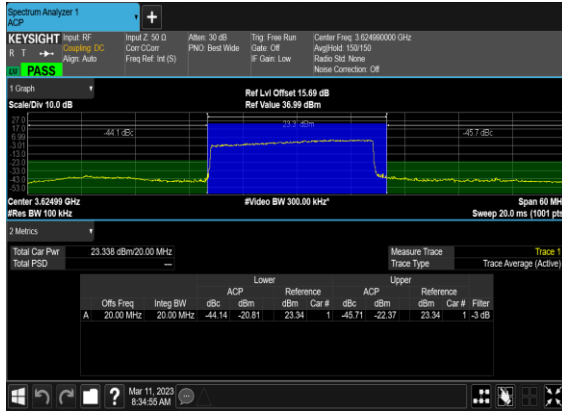 Spectrum Analyzer 1
ACP
KEYSIGHT Input: RF Input Z: 50 Ω Atten: 30 dB Trig: Free Run Center Freq: 3.624990000 GHz
R T Coupling: DC Corr CCorr PNO: Best Wide Gate: Off Avg|Hold: 150/150
Align: Auto Freq Ref: Int (S) IF Gain: Low Radio Std: None
Noise Correction: Off
PASS
1 Graph
Scale/Div 10.0 dB
Ref Lvl Offset 15.69 dB
Ref Value 36.99 dBm
27.0
17.0
6.99
-3.01
-13.0
-23.0
-33.0
-43.0
-53.0
-44.1 dBc 23.3 dBm -45.7 dBc
Center 3.62499 GHz #Video BW 300.00 kHz* Span 60 MH
#Res BW 100 kHz Sweep 20.0 ms (1001 pts
2 Metrics
Total Car Pwr 23.338 dBm/20.00 MHz Measure Trace Trace 1
Total PSD --- Trace Type Trace Average (Active)
Lower Upper
ACP Reference ACP Reference
Offs Freq Integ BW dBc dBm dBm Car # dBc dBm dBm Car # Filter
A 20.00 MHz 20.00 MHz -44.14 -20.81 23.34 1 -45.71 -22.37 23.34 1 -3 dB
Mar 11, 2023
8:34:55 AM